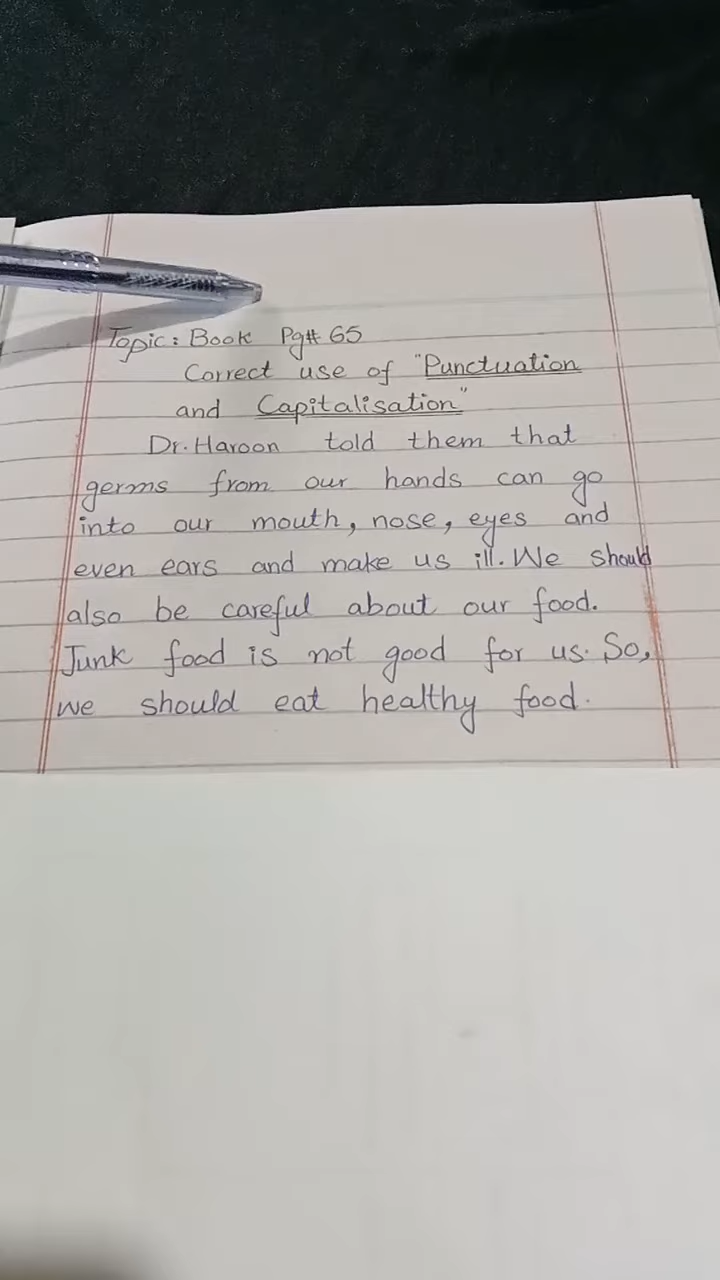 Topic: Book Pg# 65
Correct use of "Punctuation
and Capitalisation"
Dr. Haroon told them that
germs from our hands can go
into our mouth, nose, eyes and
even ears and make us ill. We should
also be careful about our food.
Junk food is not good for us. So,
we should eat healthy food.